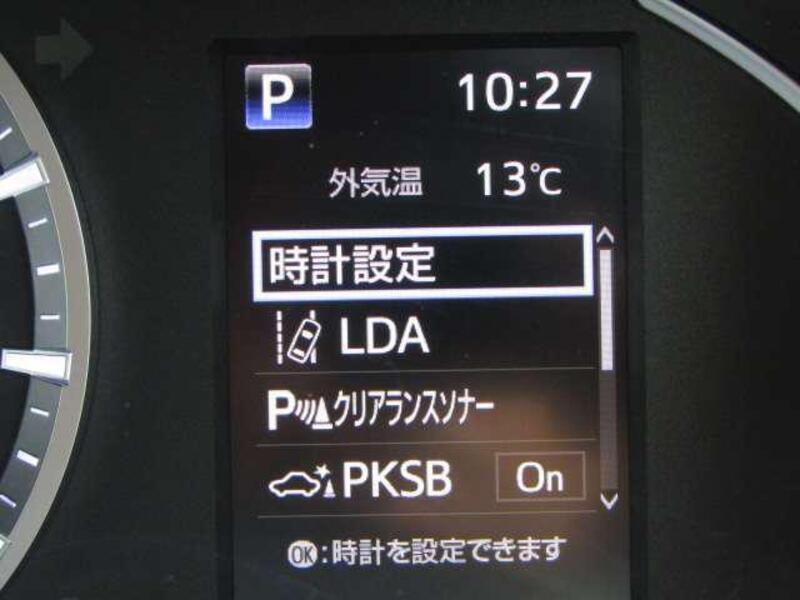 P 10:27
外気温 13℃
時計設定
LDA
Pクリアランスソナー
PKSB On
OK:時計を設定できます